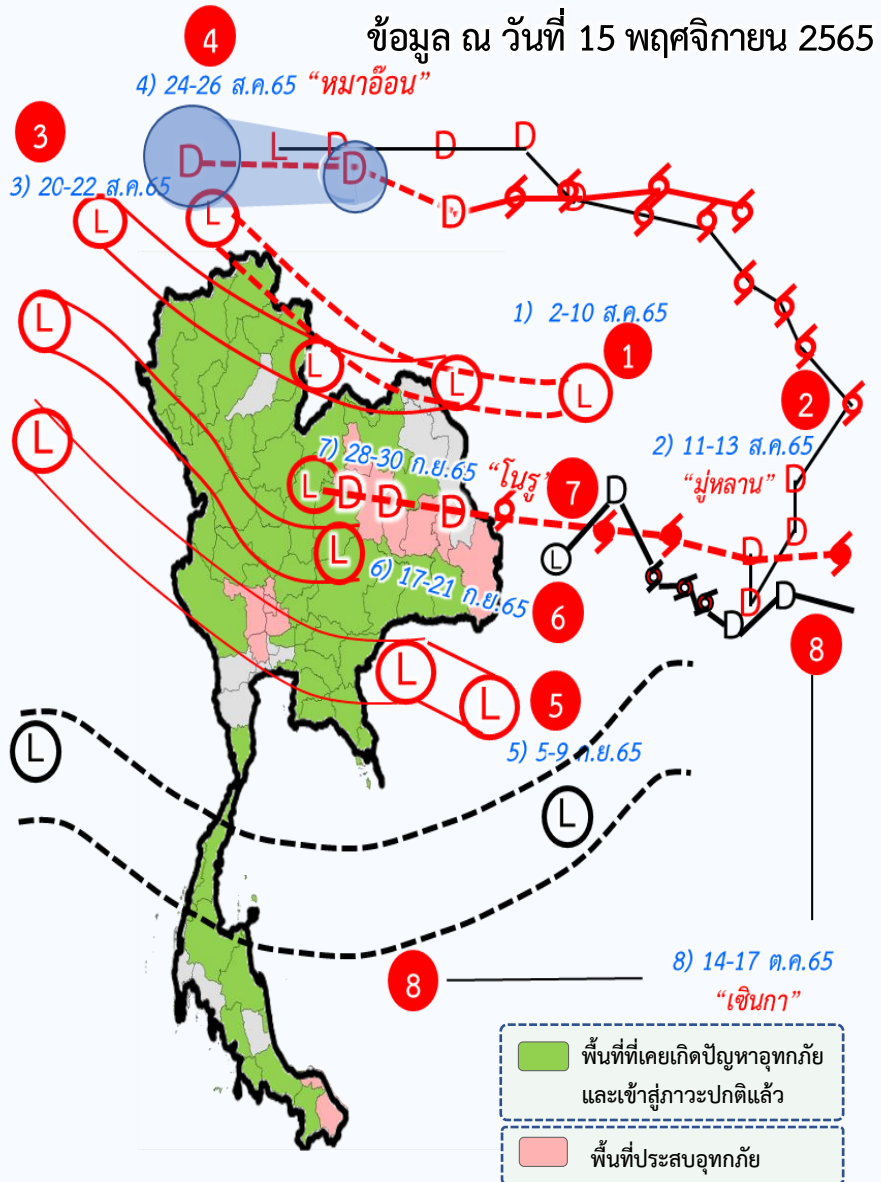 ข้อมูล ณ วันที่ 15 พฤศจิกายน 2565
4
4) 24-26 ส.ค.65 “หมาอ๊อน”
3
L D D D
D D
3) 20-22 ส.ค.65
L L D
L
1) 2-10 ส.ค.65
1
L L L
2
L
2) 11-13 ส.ค.65
“มู่หลาน”
7) 28-30 ก.ย.65 “โนรู”
7
D D
L D D D
D
L L D
6) 17-21 ก.ย.65
D D
6
D
8
L
L 5
5) 5-9 ก.ย.65
L
L
8
8) 14-17 ต.ค.65
“เซินกา”
พื้นที่ที่เคยเกิดปัญหาอุทกภัย
และเข้าสู่ภาวะปกติแล้ว
พื้นที่ประสบอุทกภัย